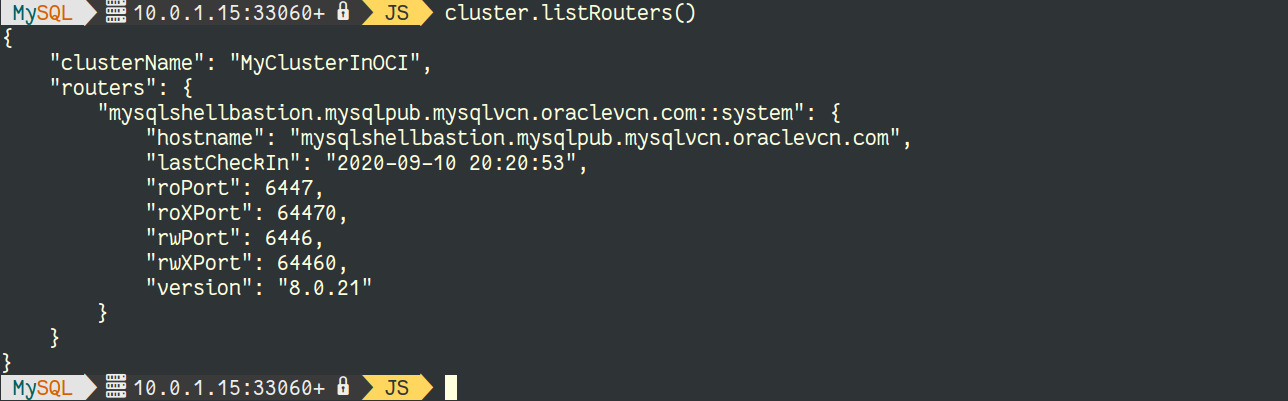 MySQL 10.0.1.15:33060+ JS cluster.listRouters()
{
    "clusterName": "MyClusterInOCI",
    "routers": {
        "mysqlshellbastion.mysqlpub.mysqlvcn.oraclevcn.com::system": {
            "hostname": "mysqlshellbastion.mysqlpub.mysqlvcn.oraclevcn.com",
            "lastCheckIn": "2020-09-10 20:20:53",
            "roPort": 6447,
            "roXPort": 64470,
            "rwPort": 6446,
            "rwXPort": 64460,
            "version": "8.0.21"
        }
    }
}
MySQL 10.0.1.15:33060+ JS